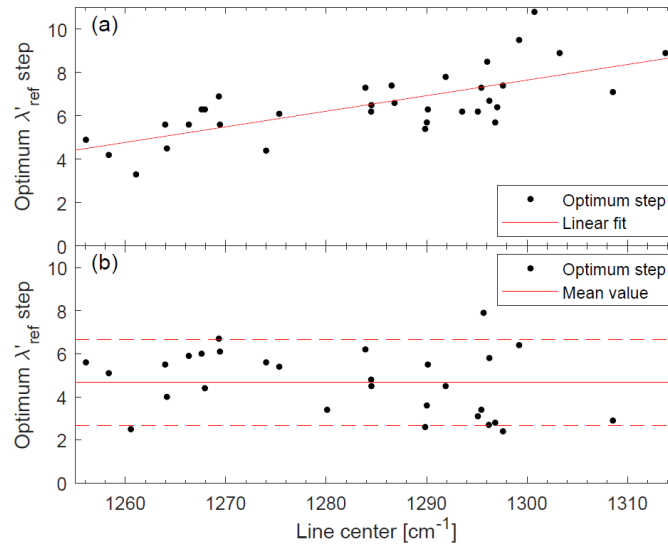 (a)
10
8
6
4
2
0
Optimum λ'ref step
Optimum step
Linear fit
(b)
10
8
6
4
2
0
Optimum λ'ref step
Optimum step
Mean value
1260 1270 1280 1290 1300 1310
Line center [cm-1]